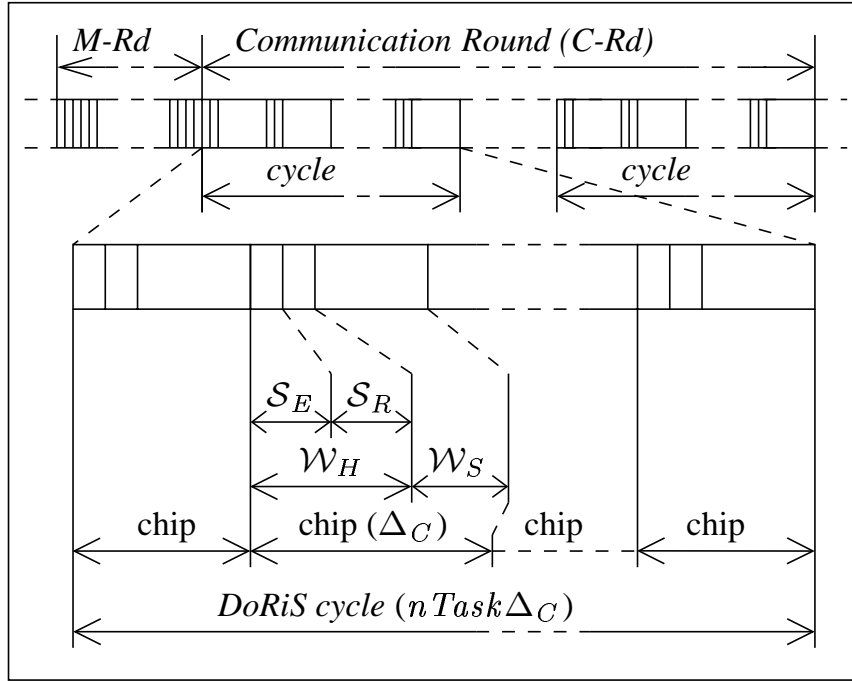 M-Rd Communication Round (C-Rd)
cycle cycle
𝒮_E 𝒮_R
𝒲_H 𝒲_S
chip chip (Δ_C) chip chip
DoRiS cycle (nTaskΔ_C)